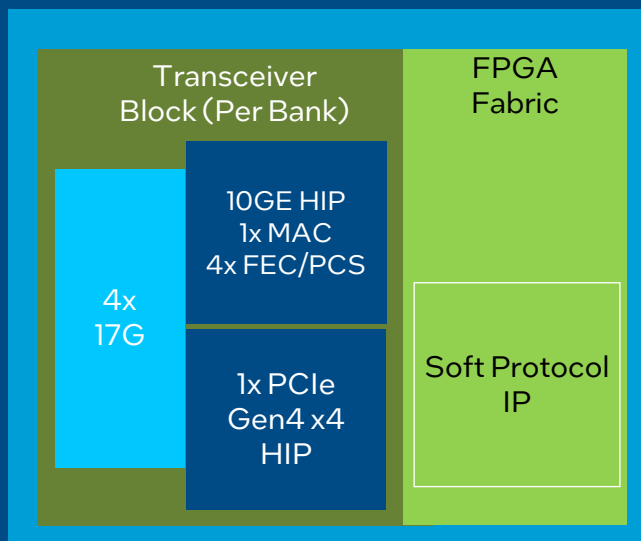 Transceiver
Block (Per Bank)
FPGA
Fabric
10GE HIP
1x MAC
4x FEC/PCS
4x
17G
1x PCIe
Gen4 x4
HIP
Soft Protocol
IP